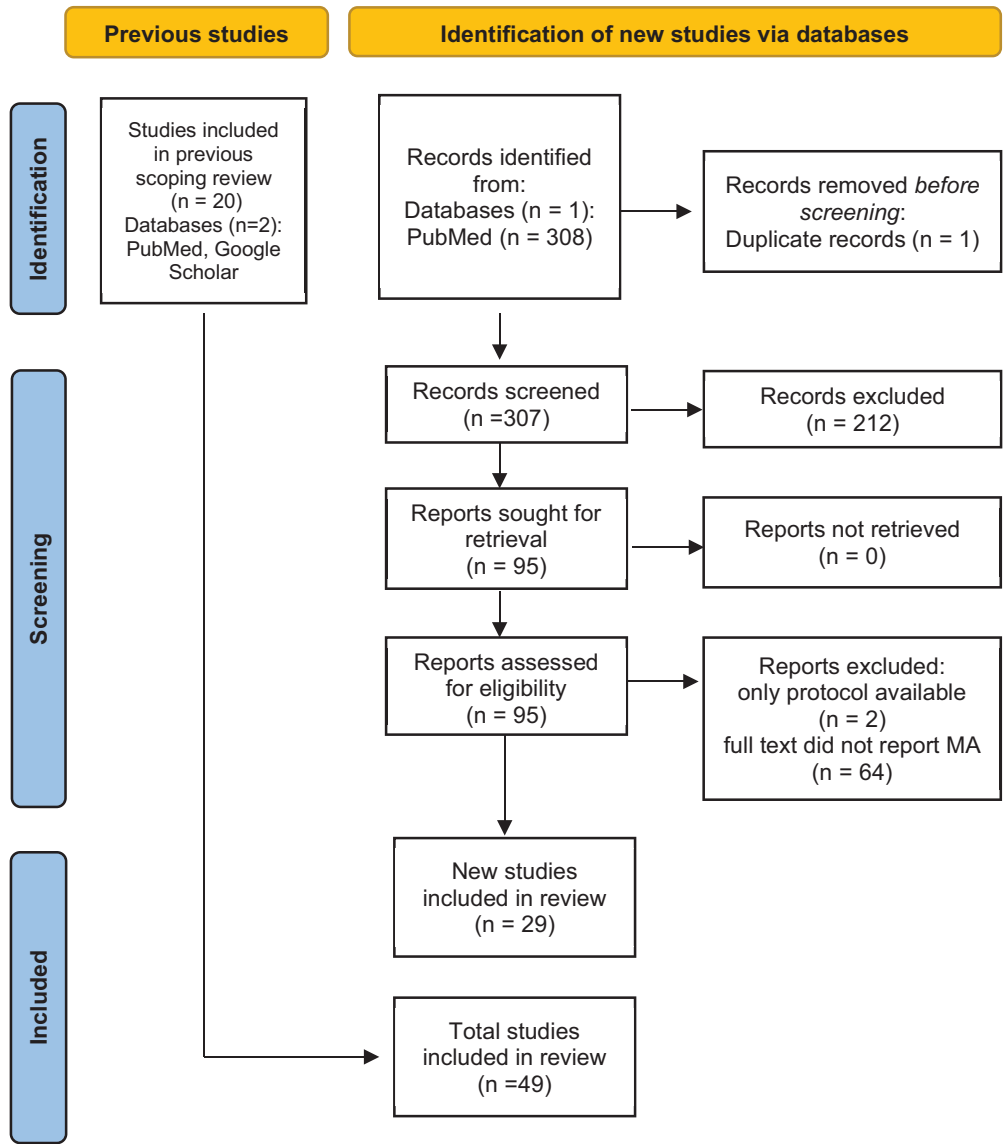 Previous studies
Identification of new studies via databases
Identification
Studies included
in previous
scoping review
(n = 20)
Databases (n=2):
PubMed, Google
Scholar
Records identified
from:
Databases (n = 1):
PubMed (n = 308)
Records removed before
screening:
Duplicate records (n = 1)
Screening
Records screened
(n =307)
Records excluded
(n = 212)
Reports sought for
retrieval
(n = 95)
Reports not retrieved
(n = 0)
Reports assessed
for eligibility
(n = 95)
Reports excluded:
only protocol available
(n = 2)
full text did not report MA
(n = 64)
Included
New studies
included in review
(n = 29)
Total studies
included in review
(n =49)